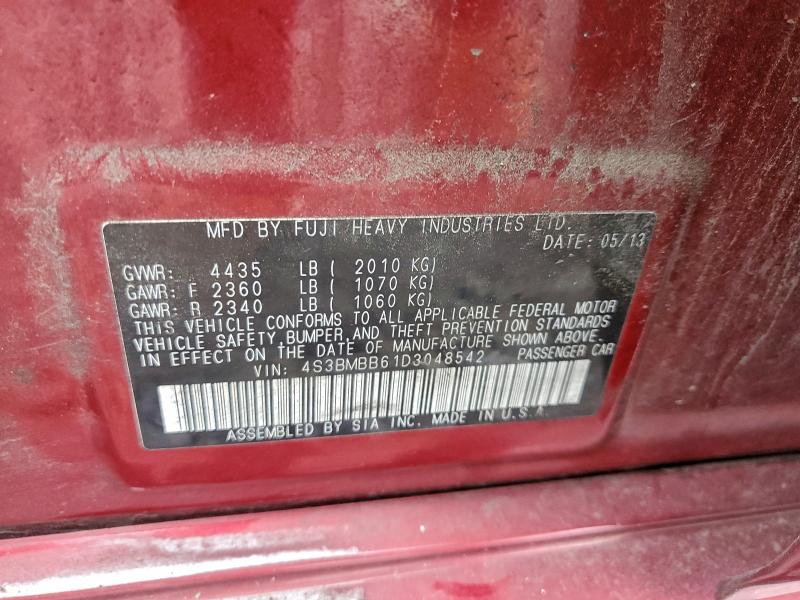 MFD BY FUJI HEAVY INDUSTRIES LTD.
DATE: 05/13
GVWR: 4435 LB ( 2010 KG)
GAWR: F 2360 LB ( 1070 KG)
GAWR: R 2340 LB ( 1060 KG)
THIS VEHICLE CONFORMS TO ALL APPLICABLE FEDERAL MOTOR
VEHICLE SAFETY, BUMPER, AND THEFT PREVENTION STANDARDS
IN EFFECT ON THE DATE OF MANUFACTURE SHOWN ABOVE.
VIN: 4S3BMBB61D3048542 PASSENGER CAR
ASSEMBLED BY SIA INC. MADE IN U.S.A.